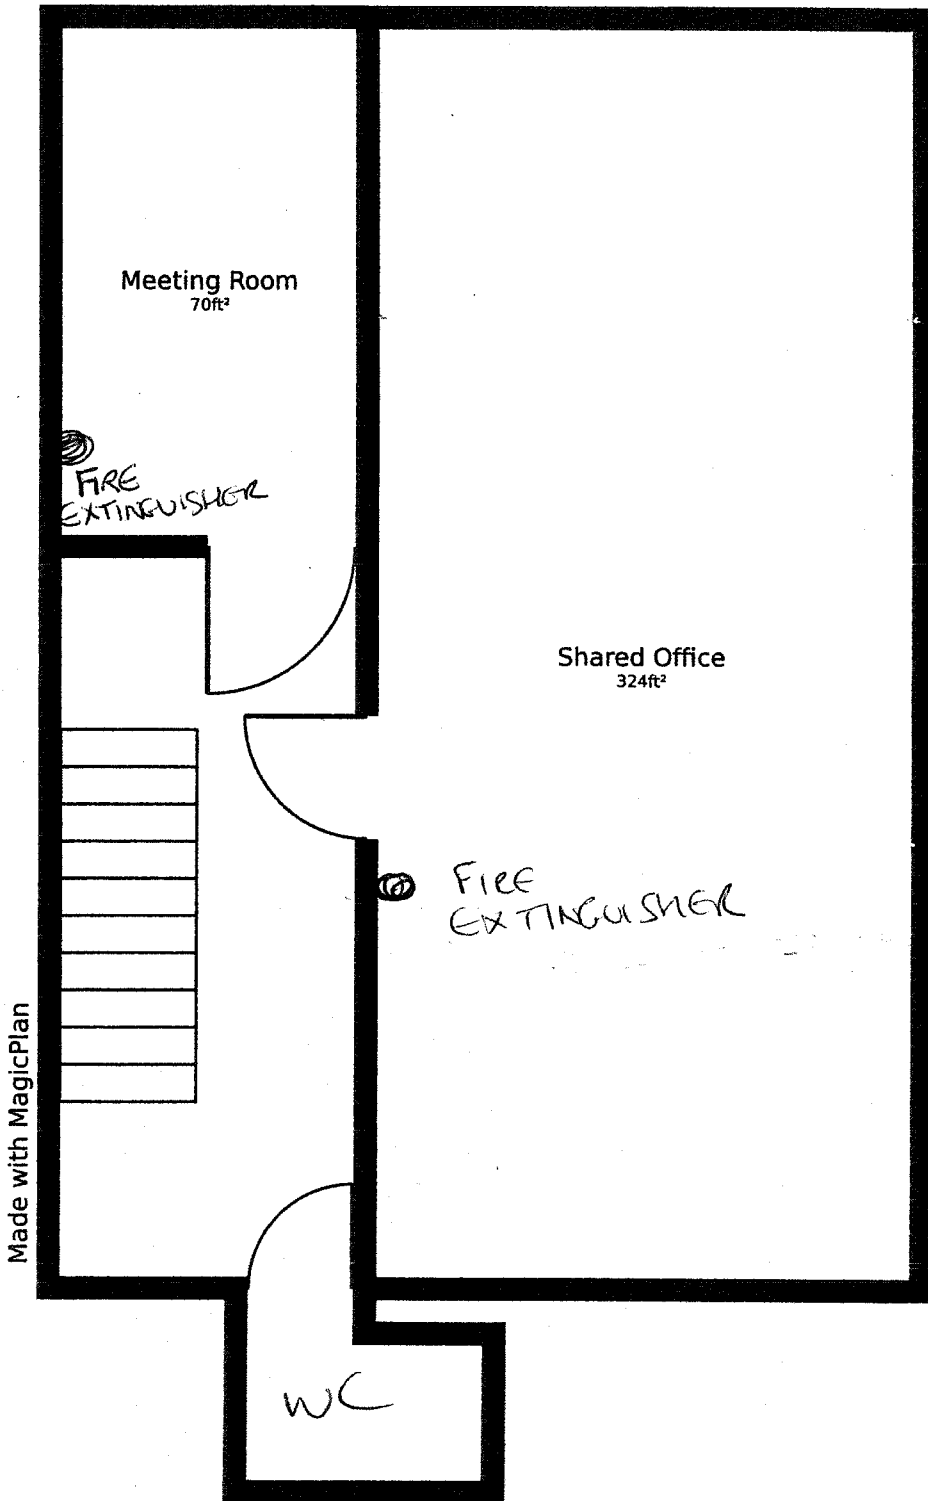 Meeting Room
70ft²
FIRE
EXTINGUISHER
Shared Office
324ft²
FIRE
EXTINGUISHER
Made with MagicPlan
WC